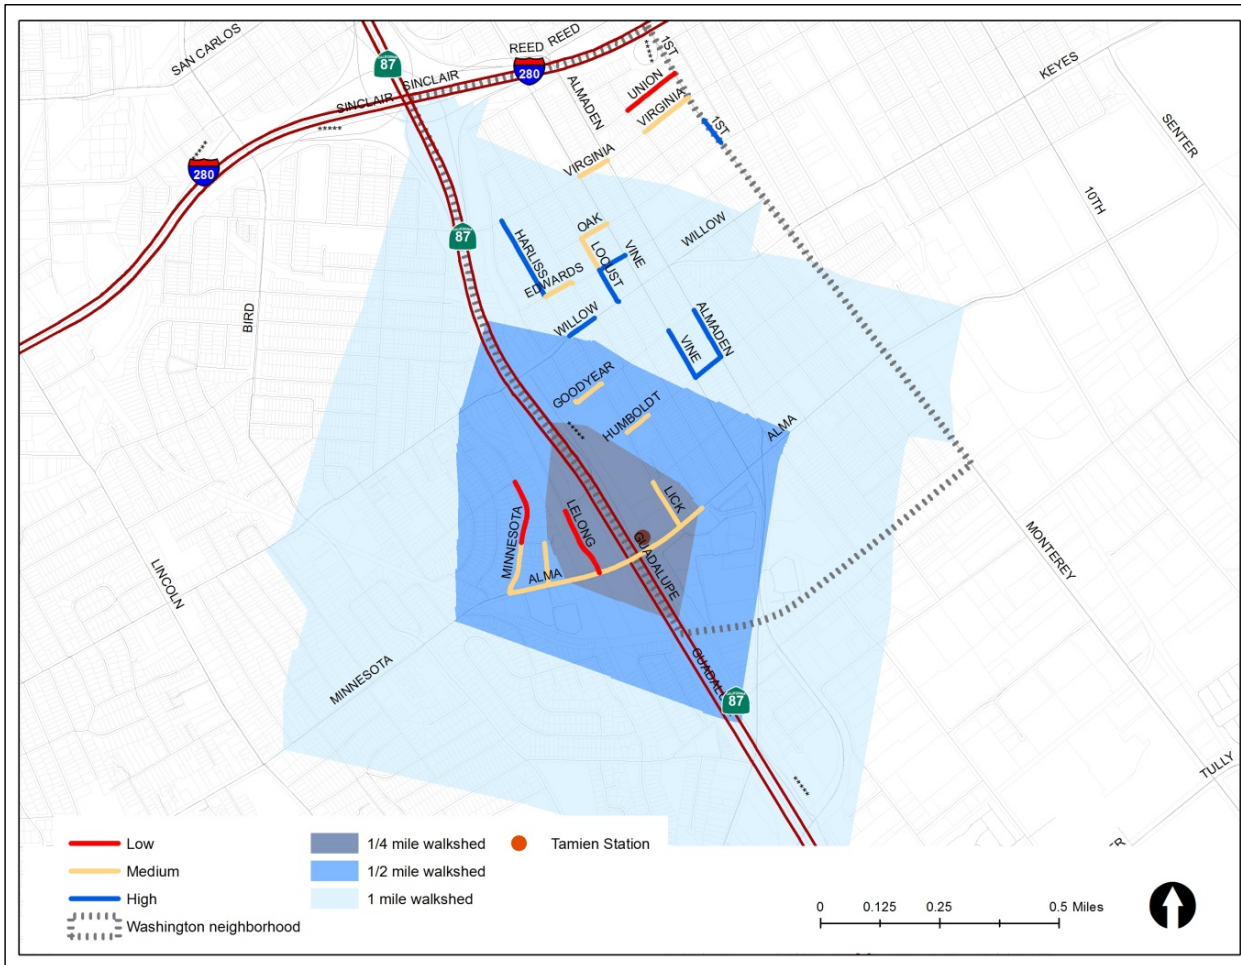 SAN CARLOS
87
SINCLAIR
SINCLAIR
REED
REED
280
ALMADEN
1ST
UNION
VIRGINIA
1ST
KEYES
SENTER
10TH
280
VIRGINIA
87
OAK
WILLOW
HARLISS
LOCUST
VINE
EDWARDS
BIRD
WILLOW
VINE
ALMADEN
GOODYEAR
HUMBOLDT
ALMA
LICK
LELONG
MINNESOTA
GUADALUPE
ALMA
MONTEREY
LINCOLN
MINNESOTA
87
TULLY
Low
Medium
High
Washington neighborhood
1/4 mile walkshed
1/2 mile walkshed
1 mile walkshed
Tamien Station
0 0.125 0.25 0.5 Miles